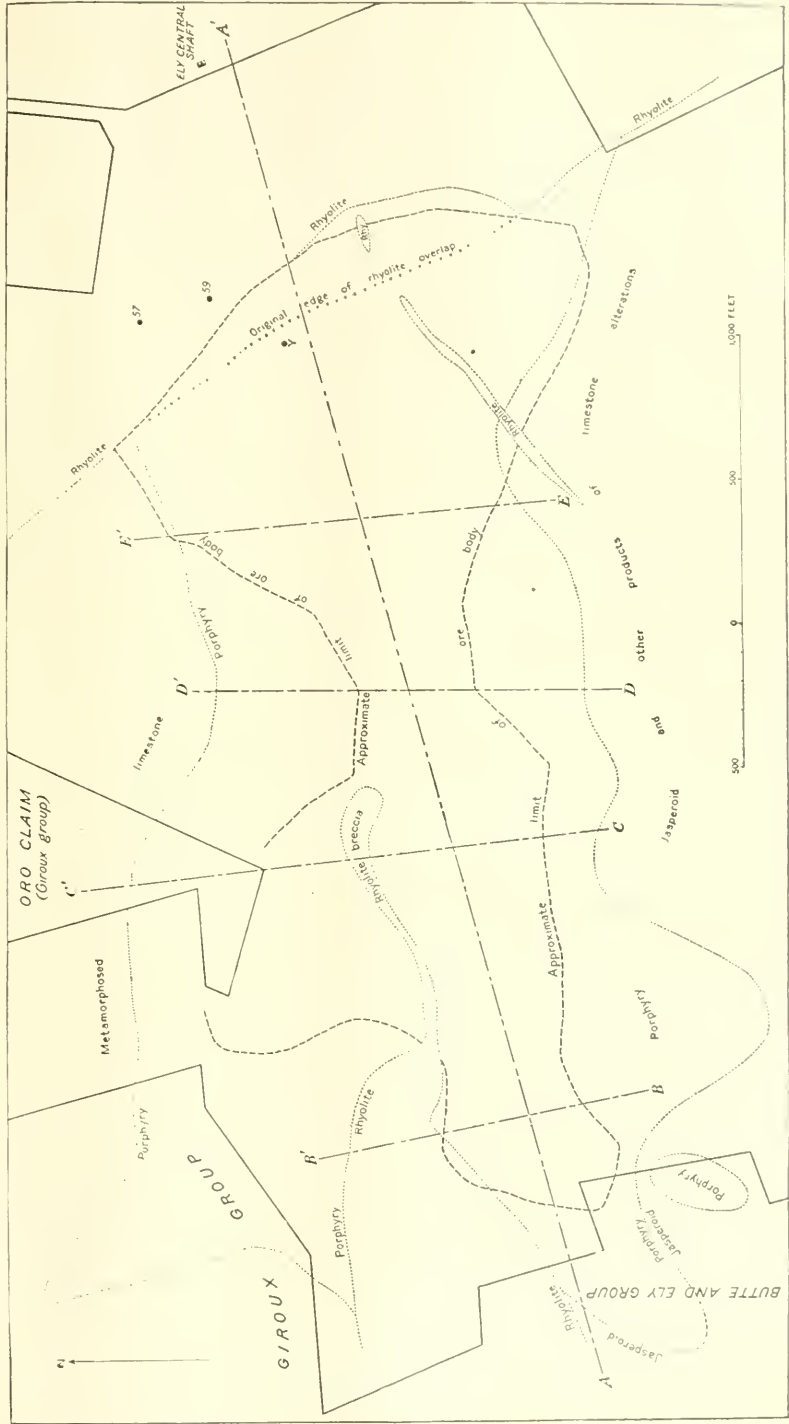 ORO CLAIM
(Giroux group)
ELY CENTRAL
SHAFT
A'
Rhyolite
57
59
Rhyolite
Rhy.
Original edge of rhyolite overlap
Y
Rhyolite
Rhyolite
E'
Porphyry
limestone
D'
C'
Metamorphosed
Porphyry
Approximate limit of ore body
Rhyolite breccia
Rhyolite
Porphyry
B'
GIROUX GROUP
N
E
D
C
B
A
Approximate limit of ore body
Jasperoid and other products of limestone alterations
Porphyry
Porphyry
Porphyry
Jasperoid
Rhyolite
Jasperoid
BUTTE AND ELY GROUP
500 0 500 1,000 FEET